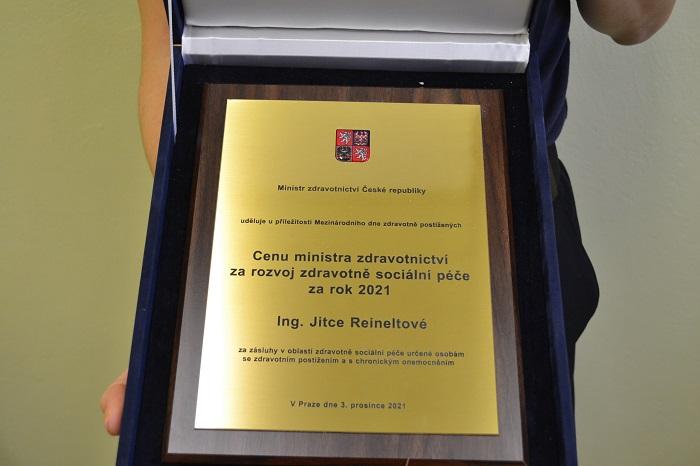 Ministr zdravotnictví České republiky
uděluje u příležitosti Mezinárodního dne zdravotně postižených
Cenu ministra zdravotnictví
za rozvoj zdravotně sociální péče
za rok 2021
Ing. Jitce Reineltové
za zásluhy v oblasti zdravotně sociální péče určené osobám
se zdravotním postižením a s chronickým onemocněním
V Praze dne 3. prosince 2021